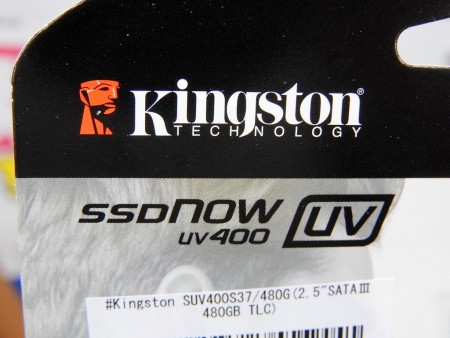 Kingston®
TECHNOLOGY
SSDNOW
UV400
UV
#Kingston SUV400S37/480G(2.5"SATAⅢ
480GB TLC)